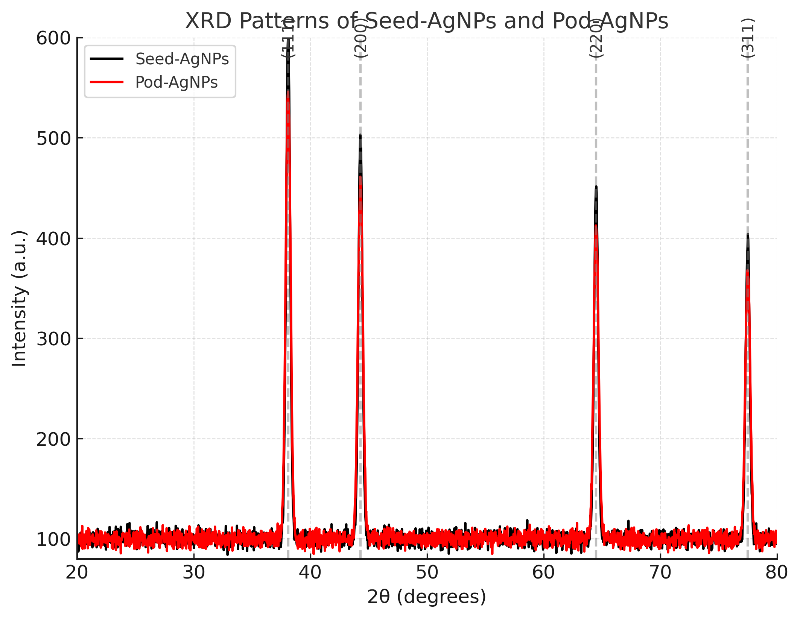 XRD Patterns of Seed-AgNPs and Pod-AgNPs
(111)
(200)
(220)
(311)
Seed-AgNPs
Pod-AgNPs
Intensity (a.u.)
600
500
400
300
200
100
20 30 40 50 60 70 80
2θ (degrees)